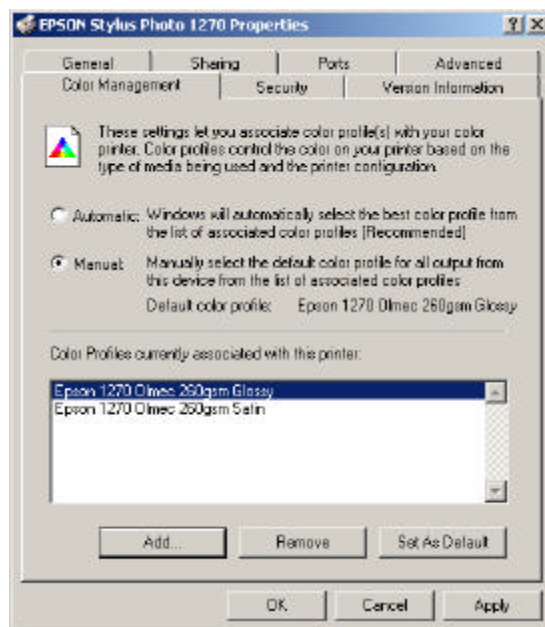 EPSON Stylus Photo 1270 Properties
General Sharing Ports Advanced
Color Management Security Version Information
These settings let you associate color profile(s) with your color
printer. Color profiles control the color on your printer based on the
type of media being used and the printer configuration.
Automatic: Windows will automatically select the best color profile from
the list of associated color profiles (Recommended)
Manual: Manually select the default color profile for all output from
this device from the list of associated color profiles
Default color profile: Epson 1270 Olmec 260gsm Glossy
Color Profiles currently associated with this printer:
Epson 1270 Olmec 260gsm Glossy
Epson 1270 Olmec 260gsm Satin
Add... Remove Set As Default
OK Cancel Apply